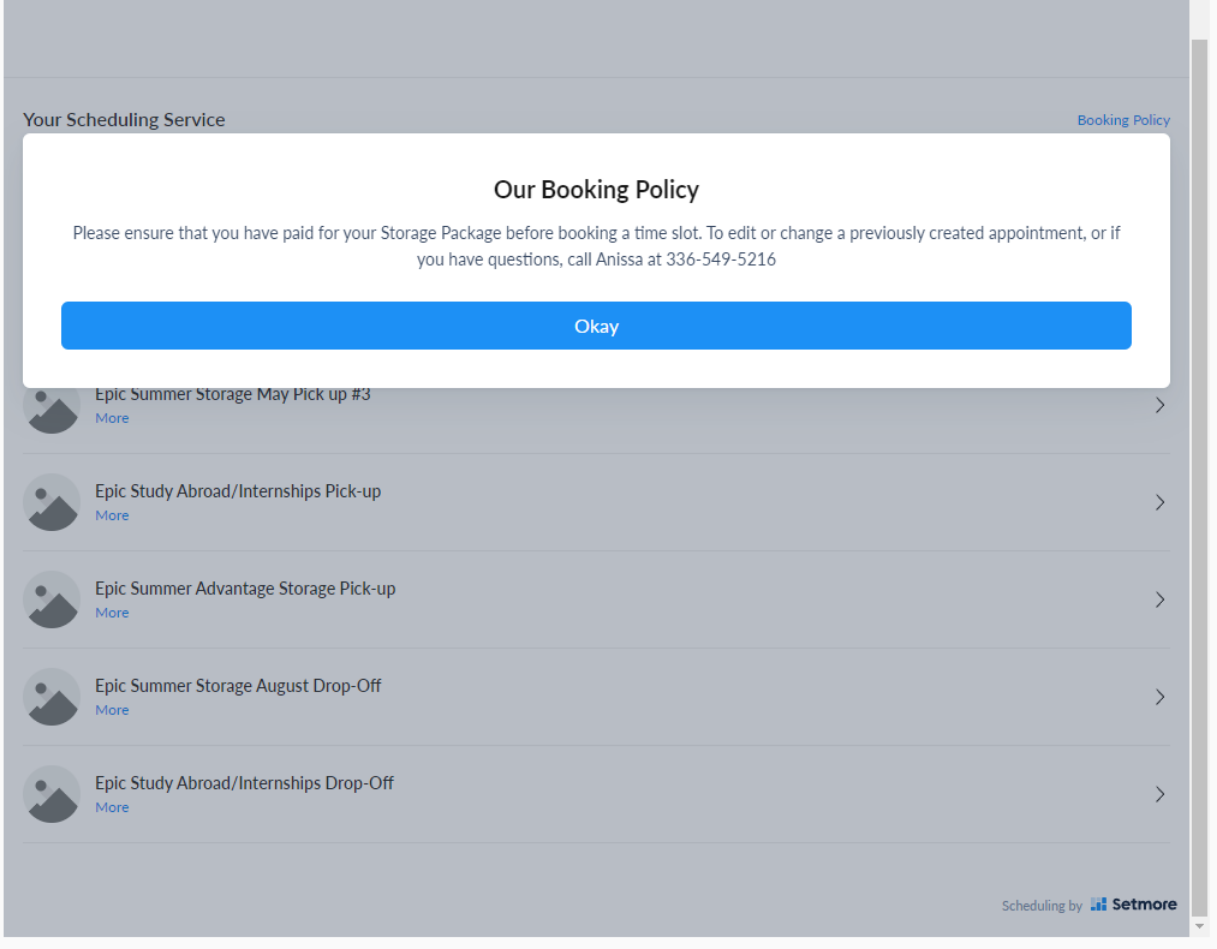 Your Scheduling Service
Booking Policy
Our Booking Policy
Please ensure that you have paid for your Storage Package before booking a time slot. To edit or change a previously created appointment, or if
you have questions, call Anissa at 336-549-5216
Okay
Epic Summer Storage May Pick up #3
More
Epic Study Abroad/Internships Pick-up
More
Epic Summer Advantage Storage Pick-up
More
Epic Summer Storage August Drop-Off
More
Epic Study Abroad/Internships Drop-Off
More
Scheduling by Setmore